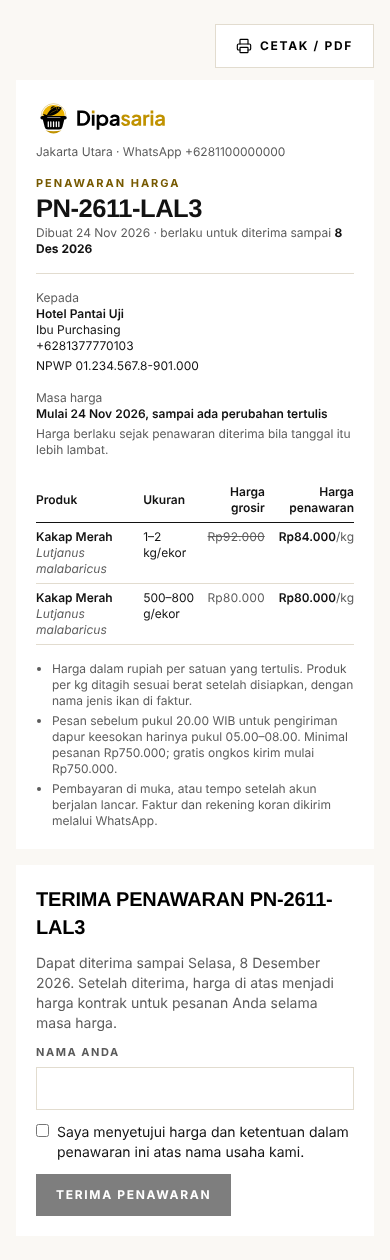 CETAK / PDF
Dipasaria
Jakarta Utara · WhatsApp +6281100000000
PENAWARAN HARGA
PN-2611-LAL3
Dibuat 24 Nov 2026 · berlaku untuk diterima sampai 8
Des 2026
Kepada
Hotel Pantai Uji
Ibu Purchasing
+6281377770103
NPWP 01.234.567.8-901.000
Masa harga
Mulai 24 Nov 2026, sampai ada perubahan tertulis
Harga berlaku sejak penawaran diterima bila tanggal itu
lebih lambat.
Produk Ukuran Harga grosir Harga penawaran
Kakap Merah 1–2 Rp92.000 Rp84.000/kg
Lutjanus kg/ekor
malabaricus
Kakap Merah 500–800 Rp80.000 Rp80.000/kg
Lutjanus g/ekor
malabaricus
• Harga dalam rupiah per satuan yang tertulis. Produk
per kg ditagih sesuai berat setelah disiapkan, dengan
nama jenis ikan di faktur.
• Pesan sebelum pukul 20.00 WIB untuk pengiriman
dapur keesokan harinya pukul 05.00–08.00. Minimal
pesanan Rp750.000; gratis ongkos kirim mulai
Rp750.000.
• Pembayaran di muka, atau tempo setelah akun
berjalan lancar. Faktur dan rekening koran dikirim
melalui WhatsApp.
TERIMA PENAWARAN PN-2611-
LAL3
Dapat diterima sampai Selasa, 8 Desember
2026. Setelah diterima, harga di atas menjadi
harga kontrak untuk pesanan Anda selama
masa harga.
NAMA ANDA
Saya menyetujui harga dan ketentuan dalam
penawaran ini atas nama usaha kami.
TERIMA PENAWARAN